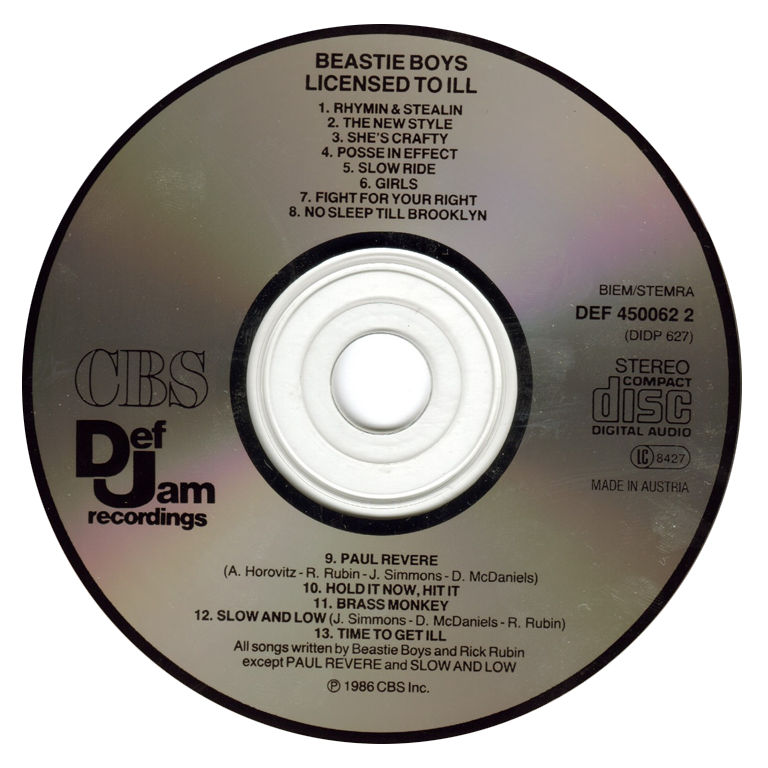 BEASTIE BOYS
LICENSED TO ILL
1. RHYMIN & STEALIN
2. THE NEW STYLE
3. SHE'S CRAFTY
4. POSSE IN EFFECT
5. SLOW RIDE
6. GIRLS
7. FIGHT FOR YOUR RIGHT
8. NO SLEEP TILL BROOKLYN
BIEM/STEMRA
DEF 450062 2
(DIDP 627)
CBS
Def
Jam
recordings
STEREO
COMPACT
disc
DIGITAL AUDIO
LC 8427
MADE IN AUSTRIA
9. PAUL REVERE
(A. Horovitz - R. Rubin - J. Simmons - D. McDaniels)
10. HOLD IT NOW, HIT IT
11. BRASS MONKEY
12. SLOW AND LOW (J. Simmons - D. McDaniels - R. Rubin)
13. TIME TO GET ILL
All songs written by Beastie Boys and Rick Rubin
except PAUL REVERE and SLOW AND LOW
℗ 1986 CBS Inc.